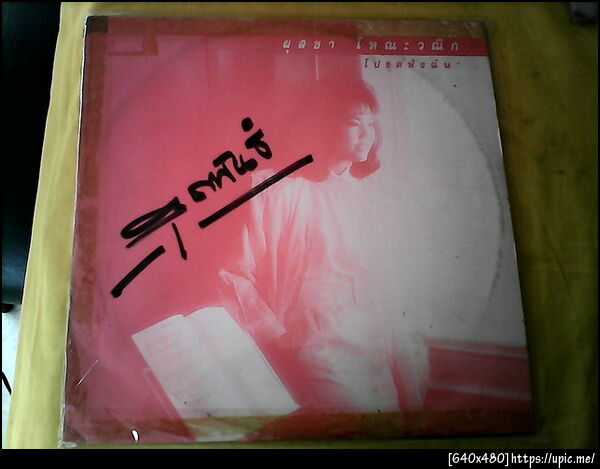 ผุสชา โทณะวณิก
โปรดฟังฉัน
[640x480]https://upic.me/